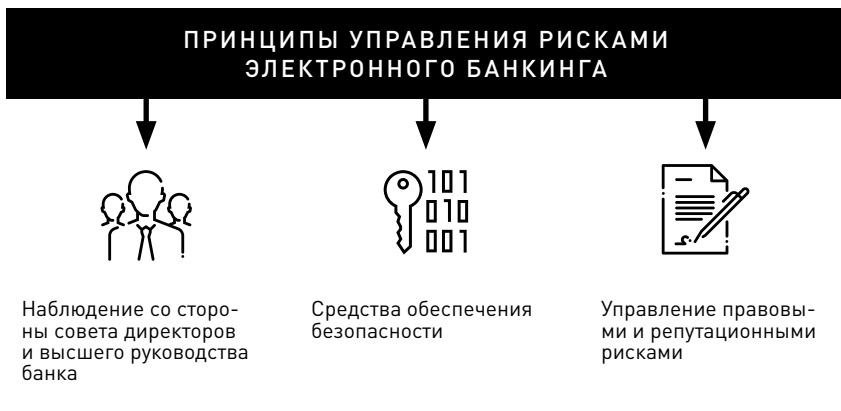 ПРИНЦИПЫ УПРАВЛЕНИЯ РИСКАМИ
ЭЛЕКТРОННОГО БАНКИНГА
101
010
001
Наблюдение со сторо-
ны совета директоров
и высшего руководства
банка
Средства обеспечения
безопасности
Управление правовы-
ми и репутационными
рисками